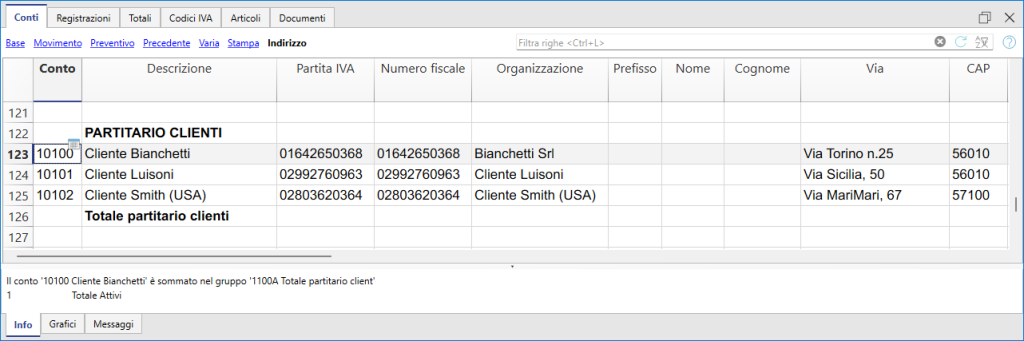 Conti Registrazioni Totali Codici IVA Articoli Documenti
Base Movimento Preventivo Precedente Varia Stampa Indirizzo Filtra righe <Ctrl+L>
Conto Descrizione Partita IVA Numero fiscale Organizzazione Prefisso Nome Cognome Via CAP
121
122 PARTITARIO CLIENTI
123 10100 Cliente Bianchetti 01642650368 01642650368 Bianchetti Srl Via Torino n.25 56010
124 10101 Cliente Luisoni 02992760963 02992760963 Cliente Luisoni Via Sicilia, 50 56010
125 10102 Cliente Smith (USA) 02803620364 02803620364 Cliente Smith (USA) Via MariMari, 67 57100
126 Totale partitario clienti
127
Il conto '10100 Cliente Bianchetti' è sommato nel gruppo '1100A Totale partitario client'
1 Totale Attivi
Info Grafici Messaggi